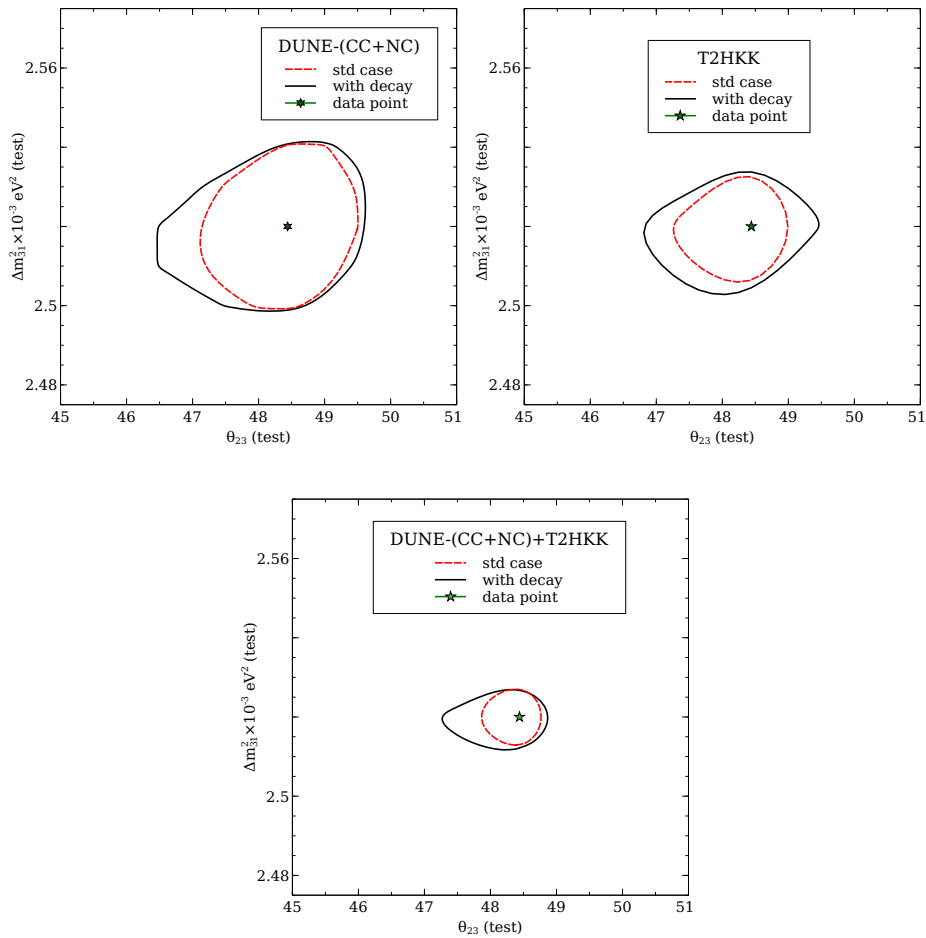 DUNE-(CC+NC)
std case
with decay
data point
2.56
2.5
2.48
45 46 47 48 49 50 51
θ₂₃ (test)
Δm²₃₁×10⁻³ eV² (test)
T2HKK
std case
with decay
data point
2.56
2.5
2.48
45 46 47 48 49 50 51
θ₂₃ (test)
Δm²₃₁×10⁻³ eV² (test)
DUNE-(CC+NC)+T2HKK
std case
with decay
data point
2.56
2.5
2.48
45 46 47 48 49 50 51
θ₂₃ (test)
Δm²₃₁×10⁻³ eV² (test)